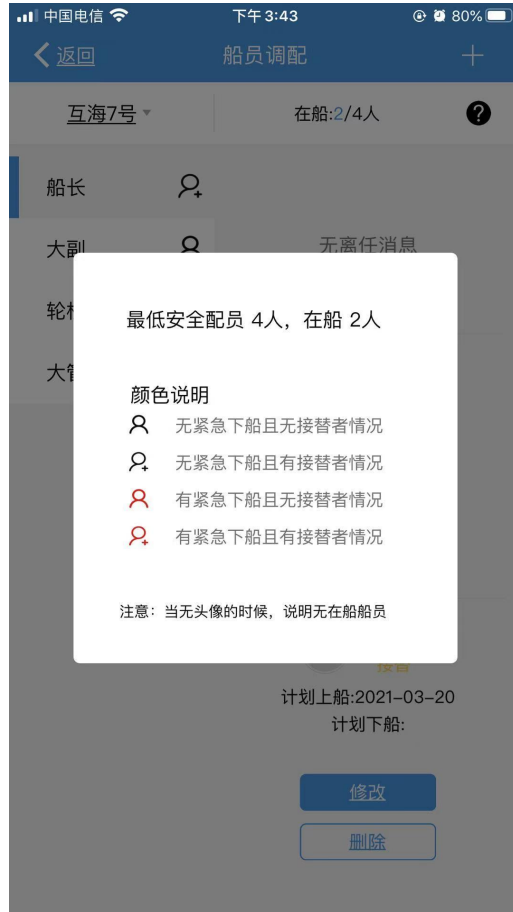 中国电信 下午3:43 80%
返回 船员调配
互海7号 在船:2/4人 ?
船长
大副 无离任消息
最低安全配员 4人，在船 2人
颜色说明
无紧急下船且无接替者情况
无紧急下船且有接替者情况
有紧急下船且无接替者情况
有紧急下船且有接替者情况
注意：当无头像的时候，说明无在船船员
接替
计划上船:2021-03-20
计划下船:
修改
删除